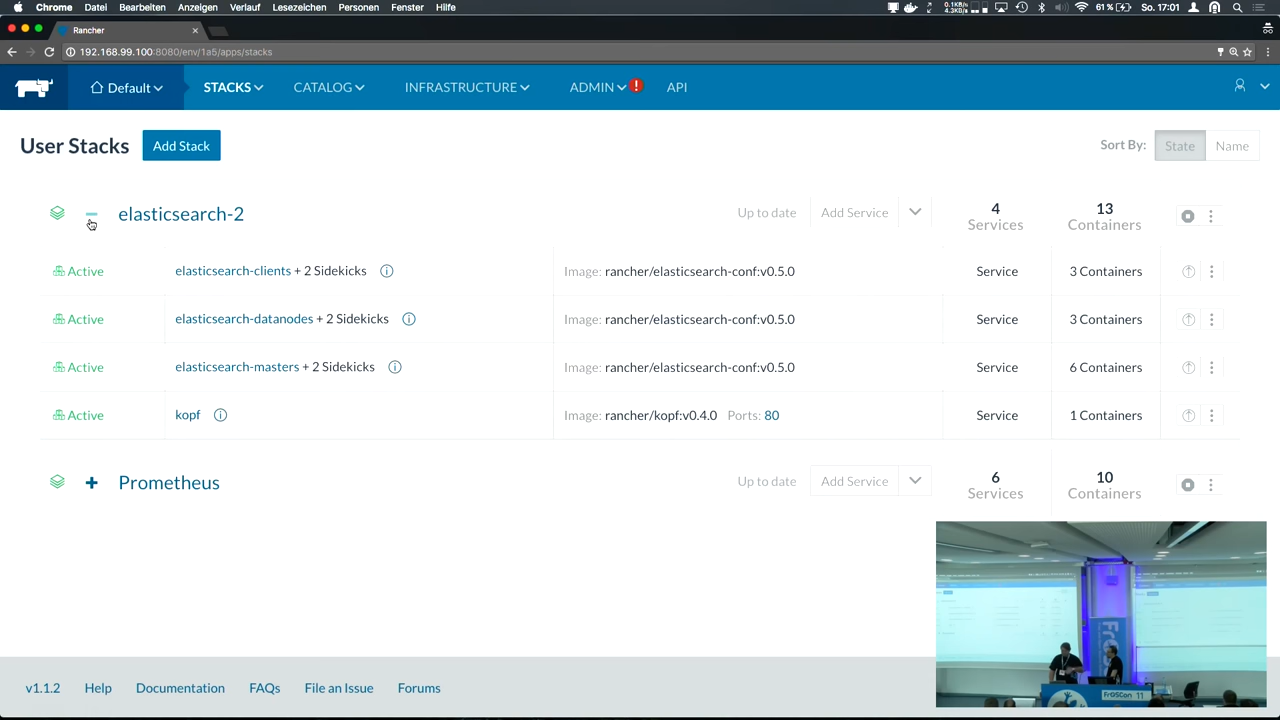 Chrome Datei Bearbeiten Anzeigen Verlauf Lesezeichen Personen Fenster Hilfe 0.1KB/s 4.3KB/s 61 % So. 17:01
Rancher
192.168.99.100:8080/env/1a5/apps/stacks
Default STACKS CATALOG INFRASTRUCTURE ADMIN ! API
User Stacks Add Stack Sort By: State Name
elasticsearch-2 Up to date Add Service 4 Services 13 Containers
Active elasticsearch-clients + 2 Sidekicks Image: rancher/elasticsearch-conf:v0.5.0 Service 3 Containers
Active elasticsearch-datanodes + 2 Sidekicks Image: rancher/elasticsearch-conf:v0.5.0 Service 3 Containers
Active elasticsearch-masters + 2 Sidekicks Image: rancher/elasticsearch-conf:v0.5.0 Service 6 Containers
Active kopf Image: rancher/kopf:v0.4.0 Ports: 80 Service 1 Containers
Prometheus Up to date Add Service 6 Services 10 Containers
FrOSCon 11
v1.1.2 Help Documentation FAQs File an Issue Forums